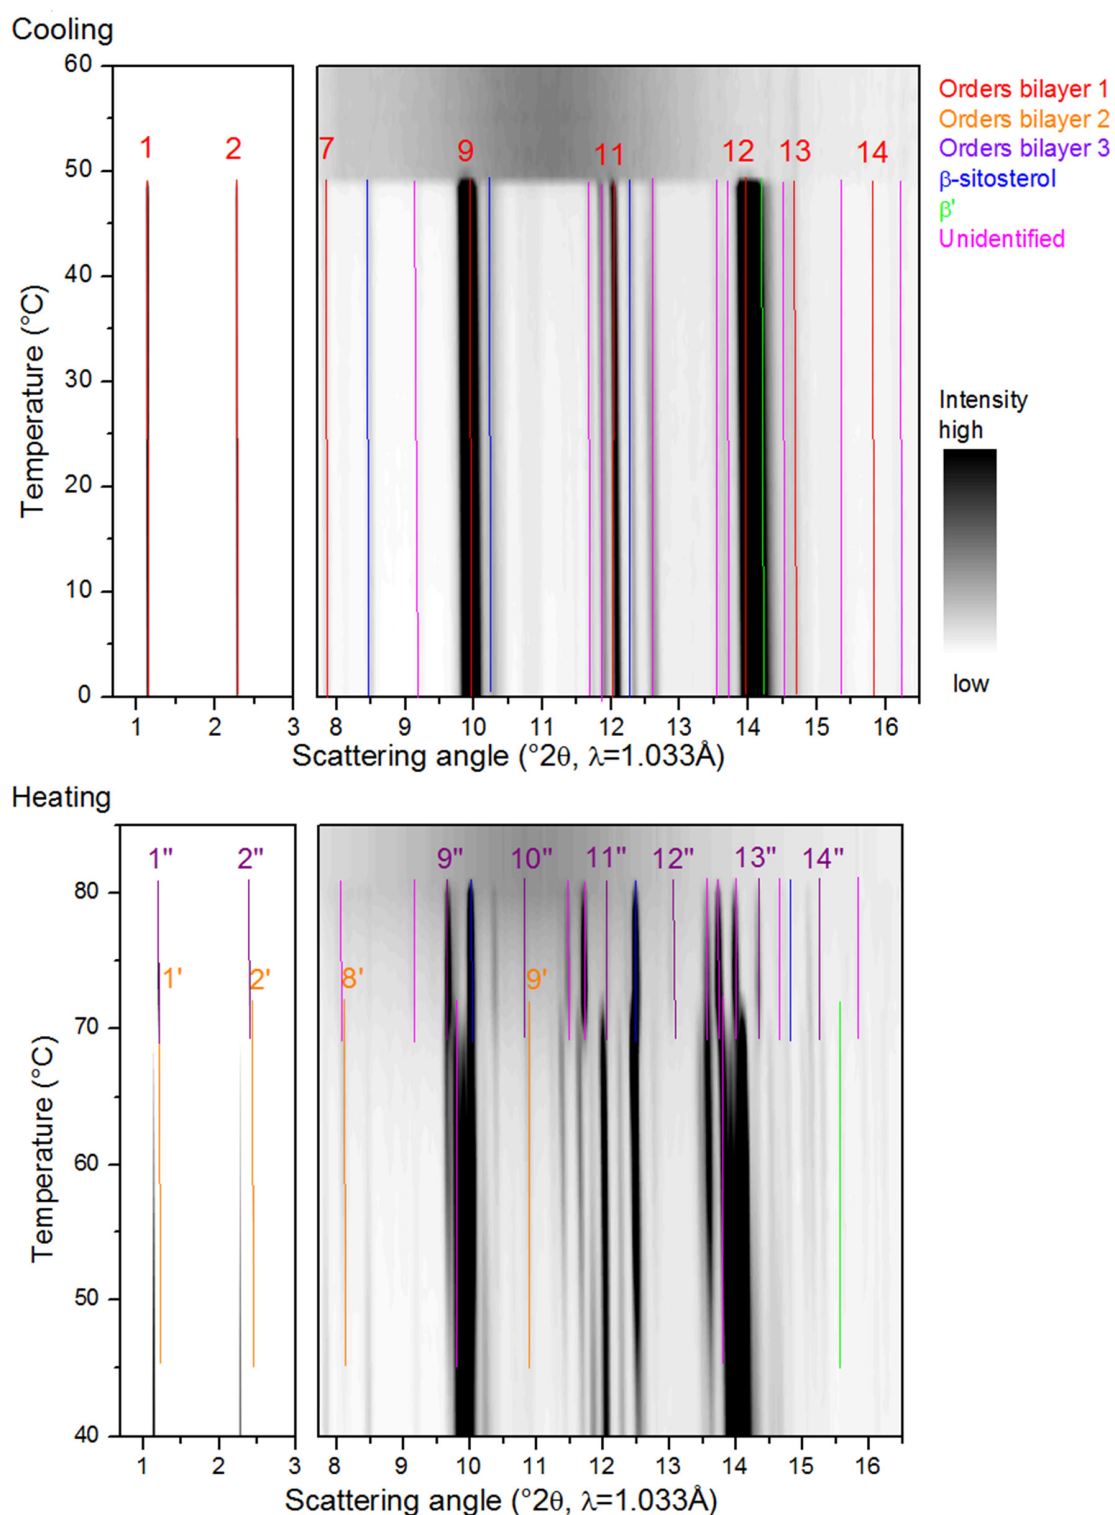 Cooling
60
50
40
30
20
10
0
Temperature (°C)
1 2 7 9 11 12 13 14
1 2 3 8 9 10 11 12 13 14 15 16
Scattering angle (°2θ, λ=1.033Å)
Orders bilayer 1
Orders bilayer 2
Orders bilayer 3
β-sitosterol
β'
Unidentified
Intensity
high
low
Heating
80
70
60
50
40
Temperature (°C)
1" 2" 9" 10" 11" 12" 13" 14"
1' 2' 8' 9'
1 2 3 8 9 10 11 12 13 14 15 16
Scattering angle (°2θ, λ=1.033Å)